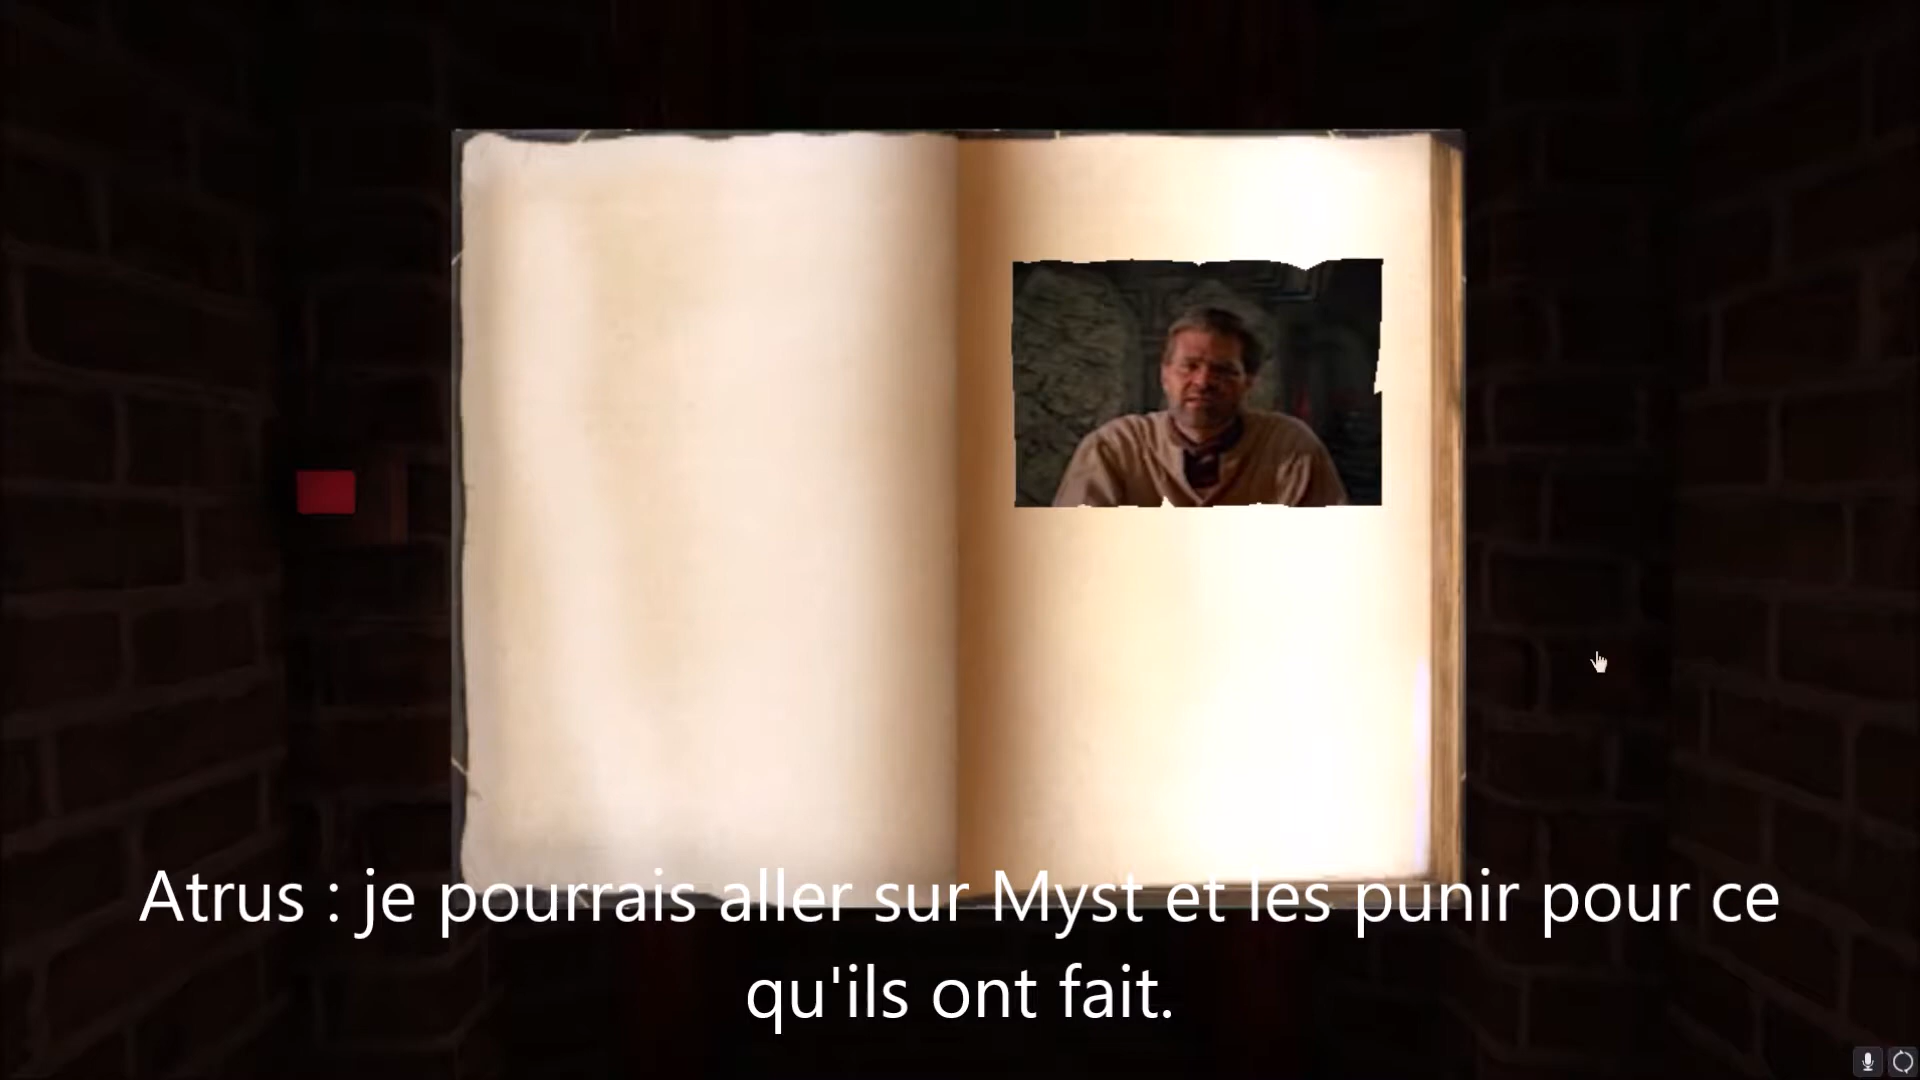 Atrus : je pourrais aller sur Myst et les punir pour ce
qu'ils ont fait.